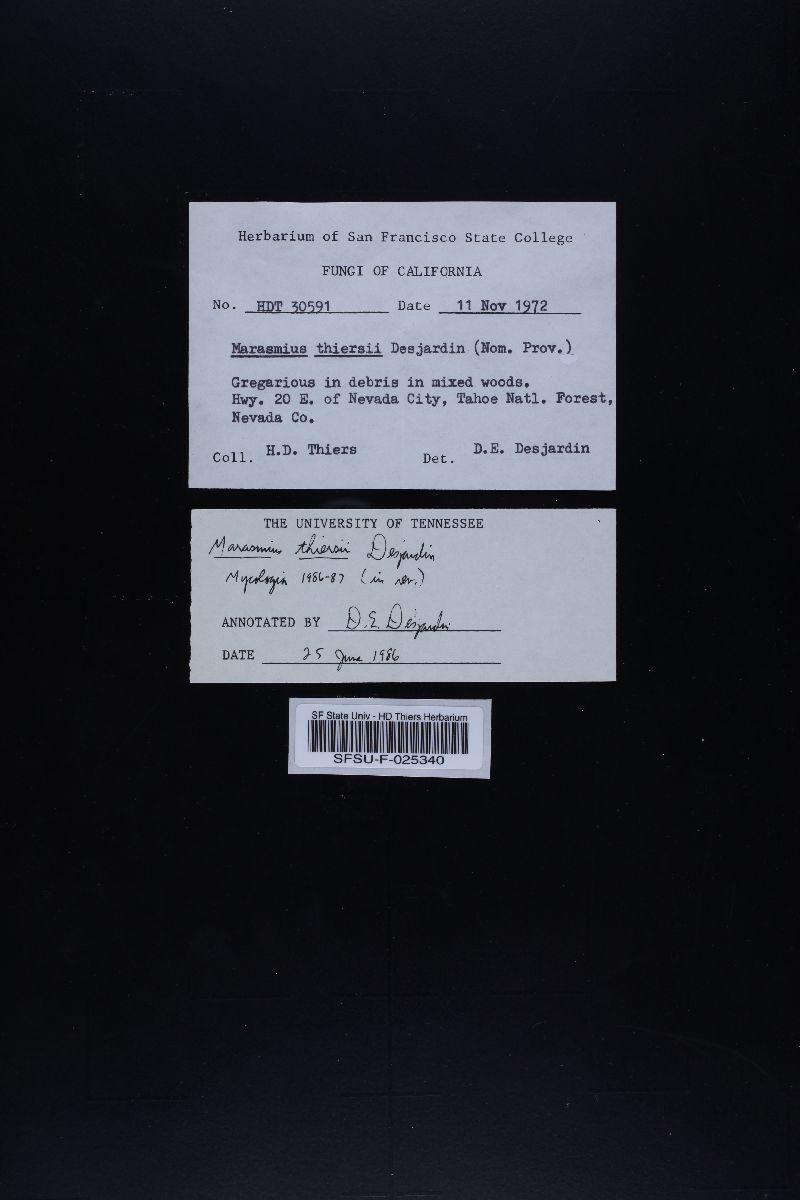 Herbarium of San Francisco State College
FUNGI OF CALIFORNIA
No. HDT 30591 Date 11 Nov 1972
Marasmius thiersii Desjardin (Nom. Prov.)
Gregarious in debris in mixed woods.
Hwy. 20 E. of Nevada City, Tahoe Natl. Forest,
Nevada Co.
Coll. H.D. Thiers Det. D.E. Desjardin
THE UNIVERSITY OF TENNESSEE
Marasmius thiersii Desjardin
Mycologia 1986-87 (in rev.)
ANNOTATED BY D.E. Desjardin
DATE 25 June 1986
SF State Univ - HD Thiers Herbarium
SFSU-F-025340